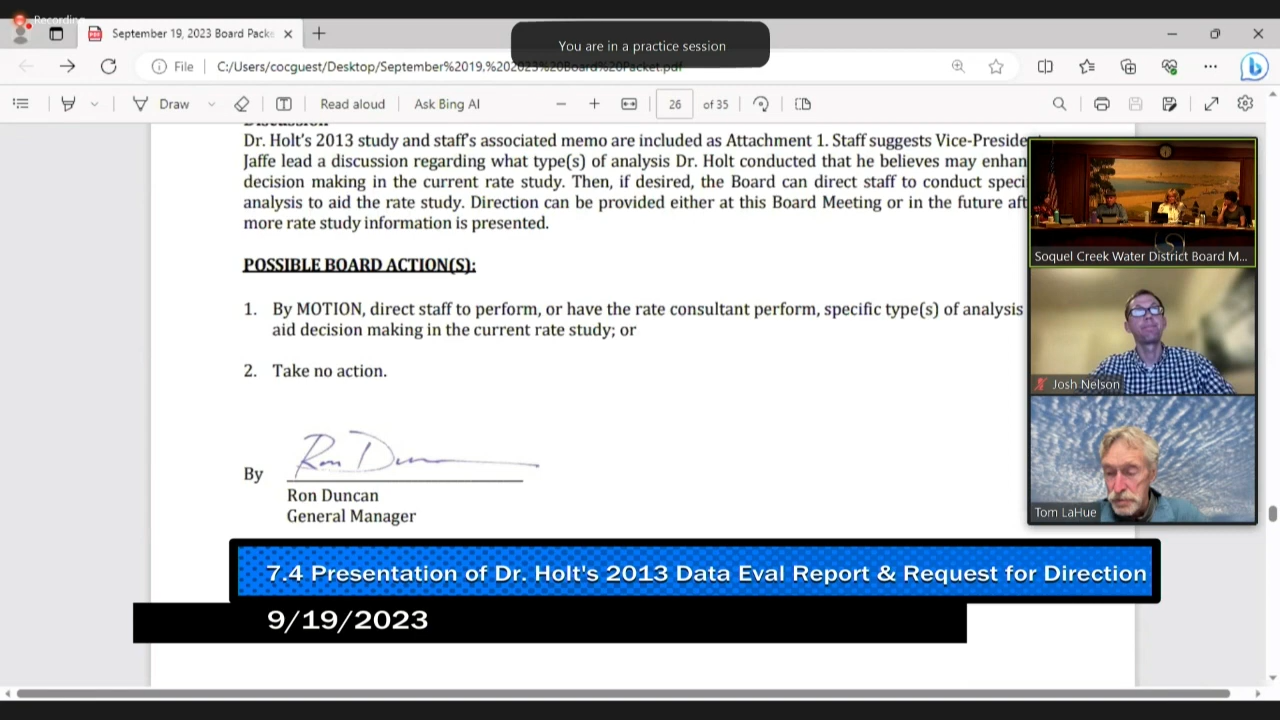 Recording
September 19, 2023 Board Packe
You are in a practice session
File
C:/Users/cocguest/Desktop/September%2019,%202023%20Board%20Packet.pdf
Draw
Read aloud
Ask Bing AI
26
of 35
Discussion
Dr. Holt's 2013 study and staff's associated memo are included as Attachment 1. Staff suggests Vice-Preside
Jaffe lead a discussion regarding what type(s) of analysis Dr. Holt conducted that he believes may enhan
decision making in the current rate study. Then, if desired, the Board can direct staff to conduct speci
analysis to aid the rate study. Direction can be provided either at this Board Meeting or in the future aft
more rate study information is presented.
POSSIBLE BOARD ACTION(S):
1. By MOTION, direct staff to perform, or have the rate consultant perform, specific type(s) of analysis
aid decision making in the current rate study; or
2. Take no action.
By
Ron Duncan
General Manager
Soquel Creek Water District Board M...
Josh Nelson
Tom LaHue
7.4 Presentation of Dr. Holt's 2013 Data Eval Report & Request for Direction
9/19/2023